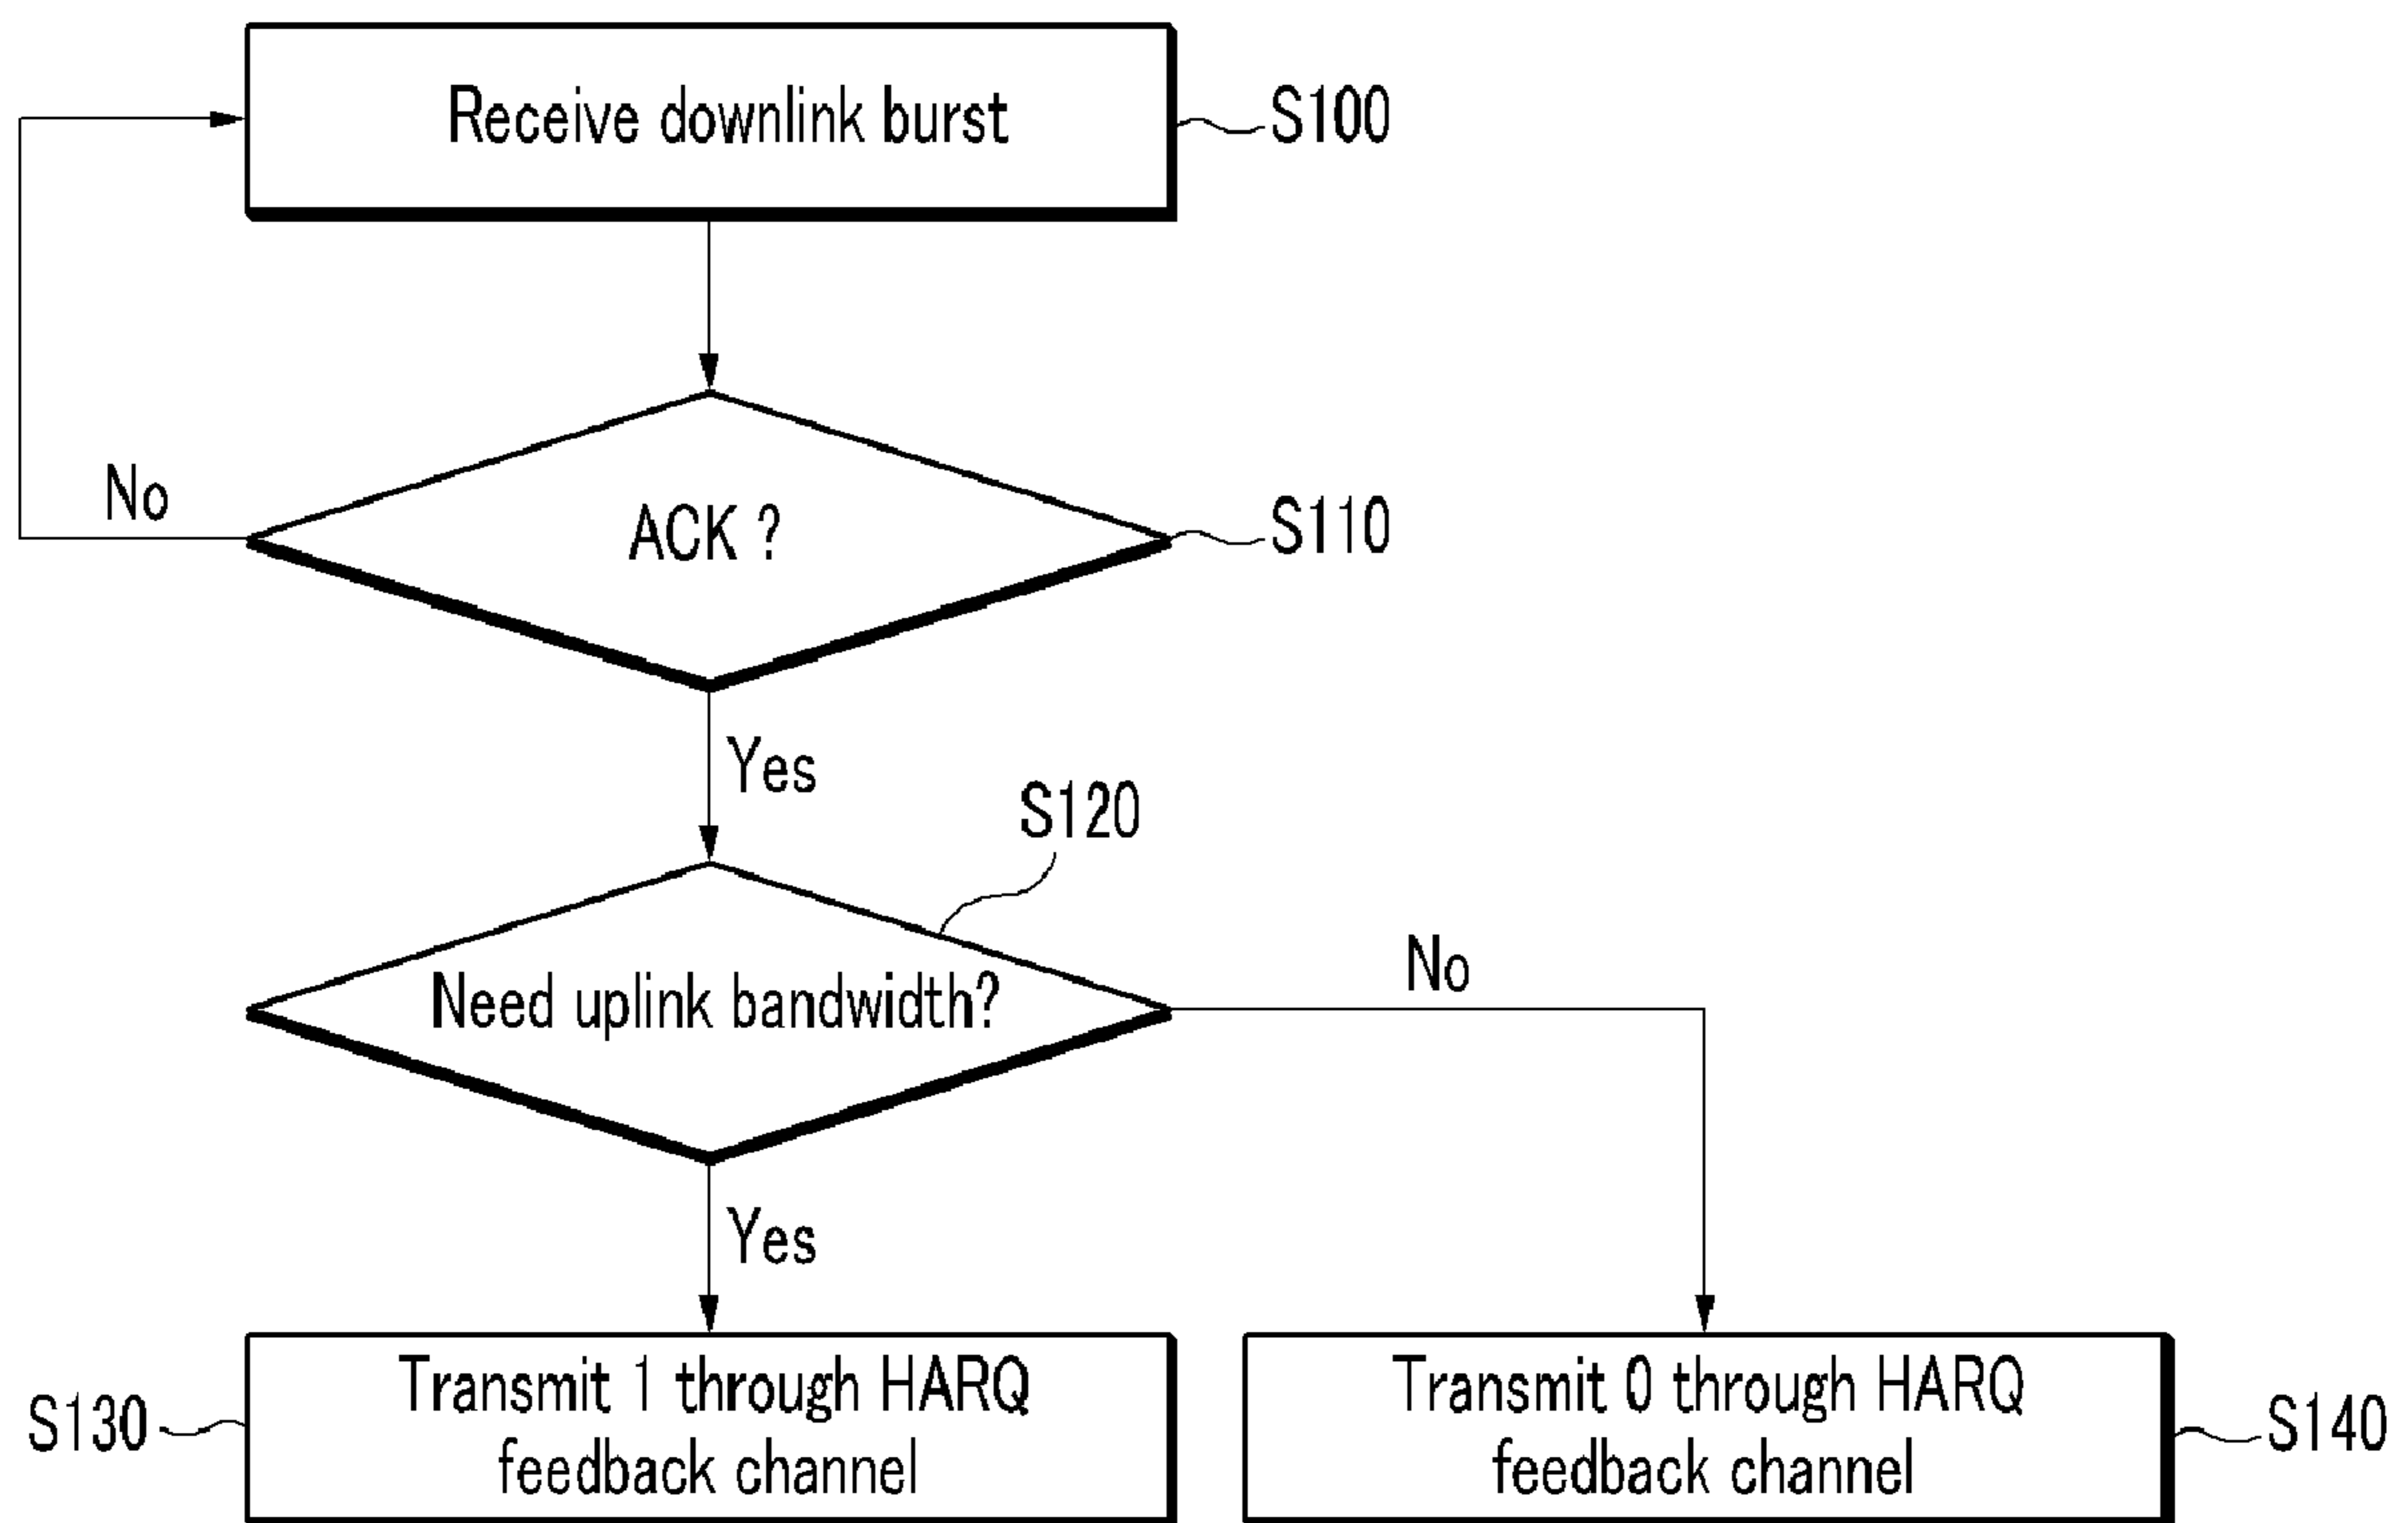 Receive downlink burst
S100
No
ACK ?
S110
Yes
S120
Need uplink bandwidth?
No
Yes
S130
Transmit 1 through HARQ
feedback channel
Transmit 0 through HARQ
feedback channel
S140